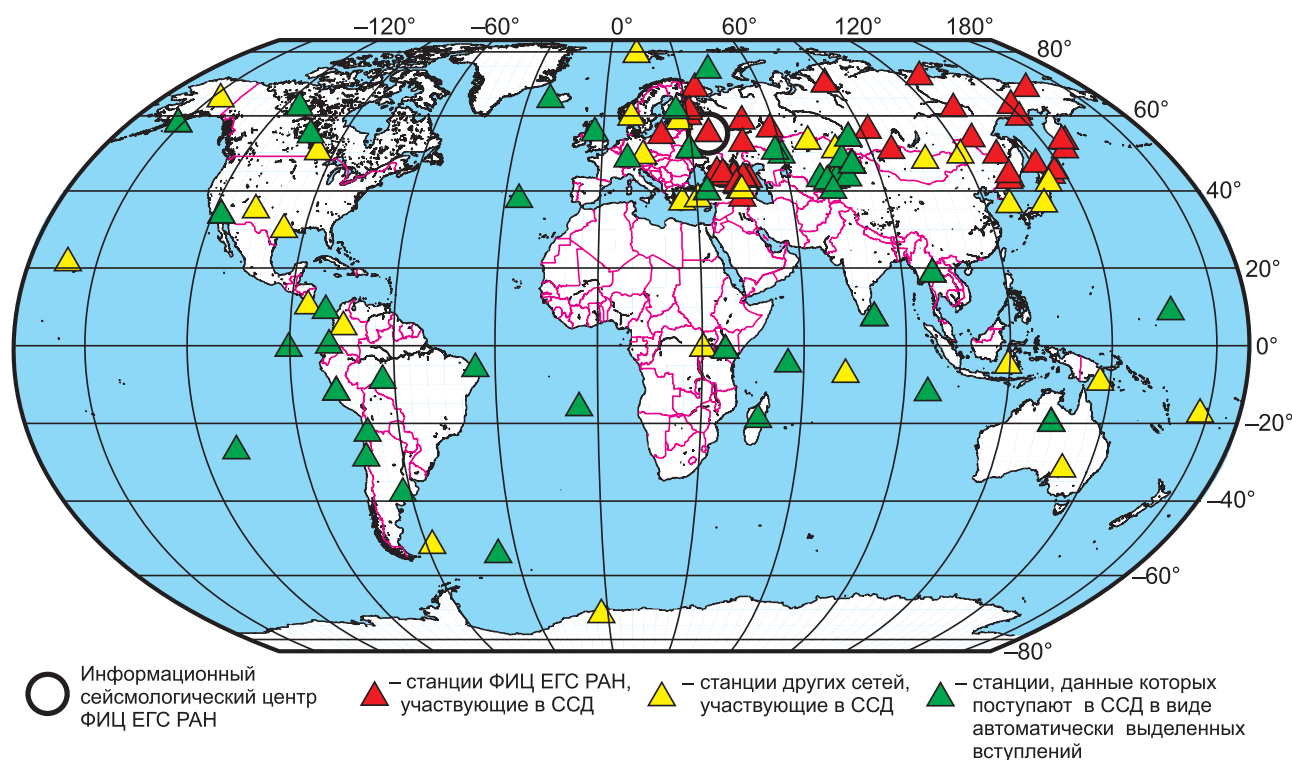 –120° –60° 0° 60° 120° 180°
80°
60°
40°
20°
0°
–20°
–40°
–60°
–80°
Информационный
сейсмологический центр
ФИЦ ЕГС РАН
– станции ФИЦ ЕГС РАН,
участвующие в ССД
– станции других сетей,
участвующие в ССД
– станции, данные которых
поступают в ССД в виде
автоматически выделенных
вступлений